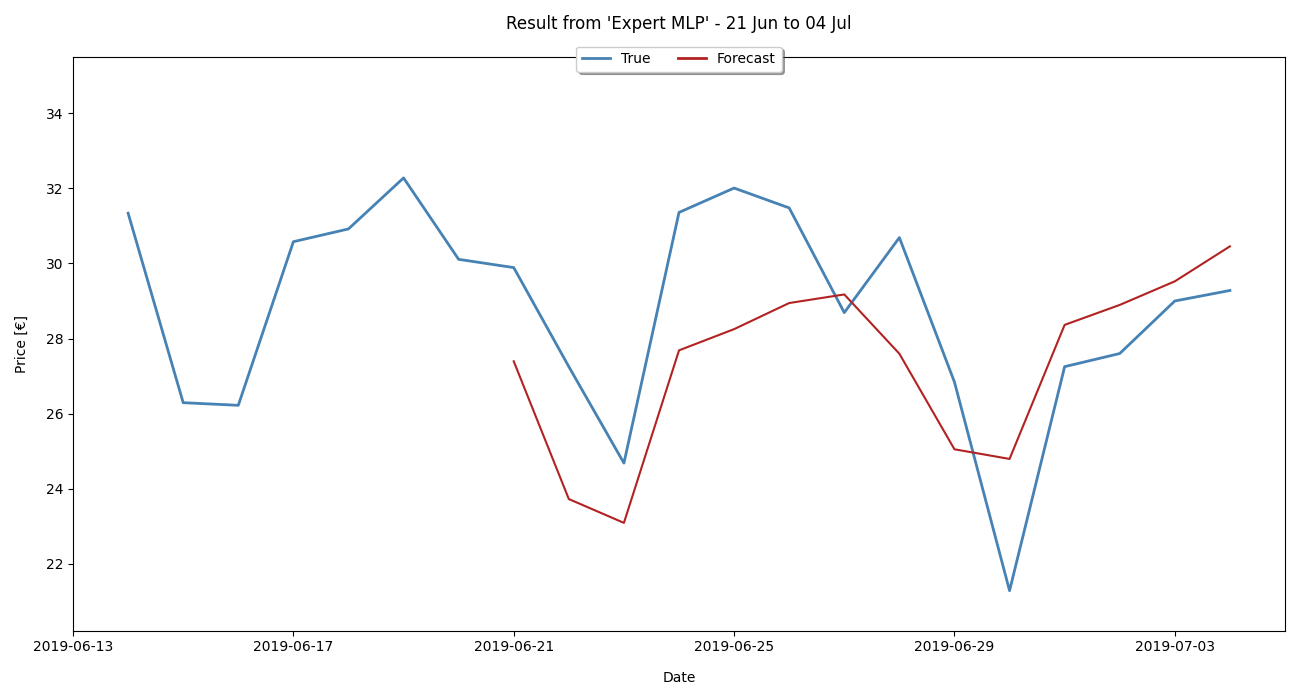 Result from 'Expert MLP' - 21 Jun to 04 Jul
True Forecast
34
32
30
28
26
24
22
Price [€]
2019-06-13 2019-06-17 2019-06-21 2019-06-25 2019-06-29 2019-07-03
Date